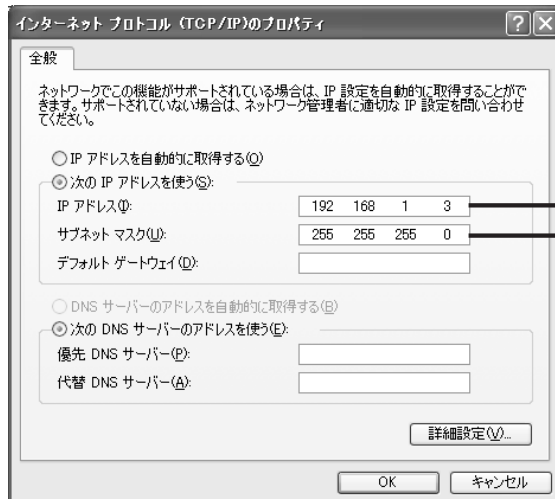 インターネット プロトコル (TCP/IP)のプロパティ
全般
ネットワークでこの機能がサポートされている場合は、IP 設定を自動的に取得することがで
きます。サポートされていない場合は、ネットワーク管理者に適切な IP 設定を問い合わせ
てください。
IP アドレスを自動的に取得する(O)
次の IP アドレスを使う(S):
IP アドレス(I): 192 168 1 3
サブネット マスク(U): 255 255 255 0
デフォルト ゲートウェイ(D):
DNS サーバーのアドレスを自動的に取得する(B)
次の DNS サーバーのアドレスを使う(E):
優先 DNS サーバー(P):
代替 DNS サーバー(A):
詳細設定(V)...
OK キャンセル